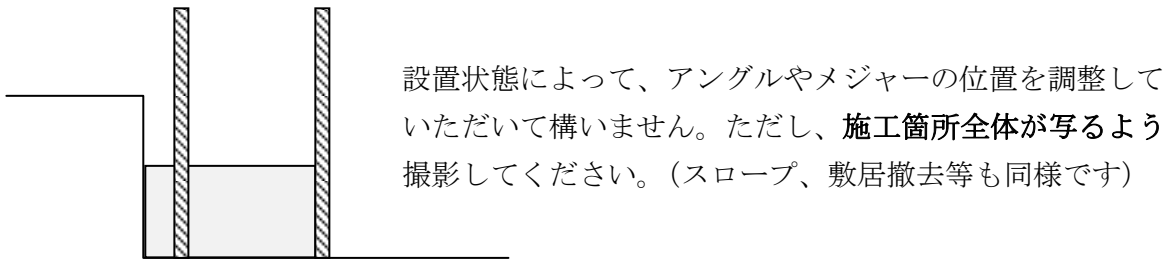 設置状態によって、アングルやメジャーの位置を調整して
いただいて構いません。ただし、施工箇所全体が写るよう
撮影してください。（スロープ、敷居撤去等も同様です）